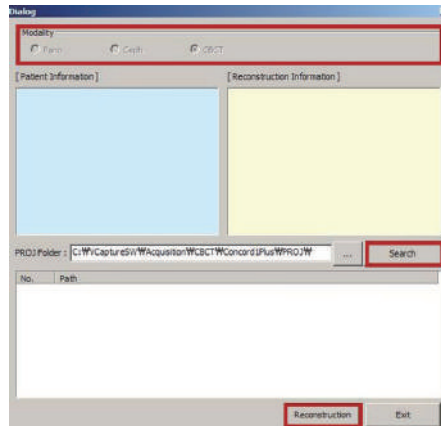 Dialog
Modality
Pano Ceph CBCT
[Patient Information] [Reconstruction Information]
PROJ Folder : C:₩VCaptureSW₩Acquisition₩CBCT₩Concord1Plus₩PROJ₩ ... Search
No. Path
Reconstruction Exit